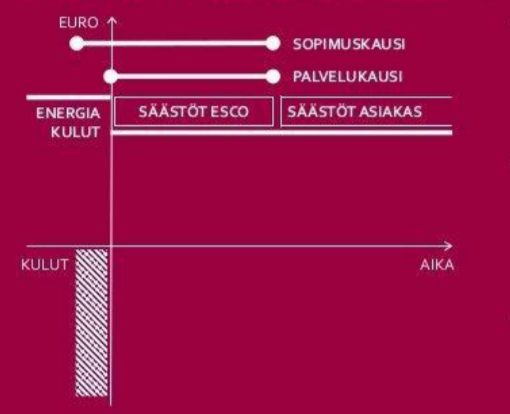 EURO
SOPIMUSKAUSI
PALVELUKAUSI
ENERGIA
KULUT
SÄÄSTÖT ESCO
SÄÄSTÖT ASIAKAS
KULUT
AIKA